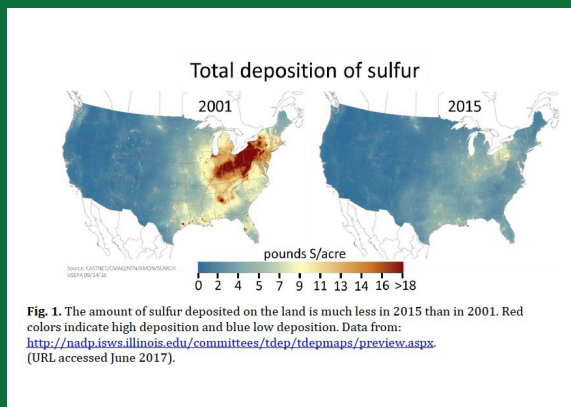 Total deposition of sulfur
2001
2015
pounds S/acre
Source: CASTNET/CMAQ/NTN/AMON/SEARCH
USEPA 09/14/16
0 2 4 5 7 9 11 13 14 16 >18
Fig. 1. The amount of sulfur deposited on the land is much less in 2015 than in 2001. Red
colors indicate high deposition and blue low deposition. Data from:
http://nadp.isws.illinois.edu/committees/tdep/tdepmaps/preview.aspx.
(URL accessed June 2017).